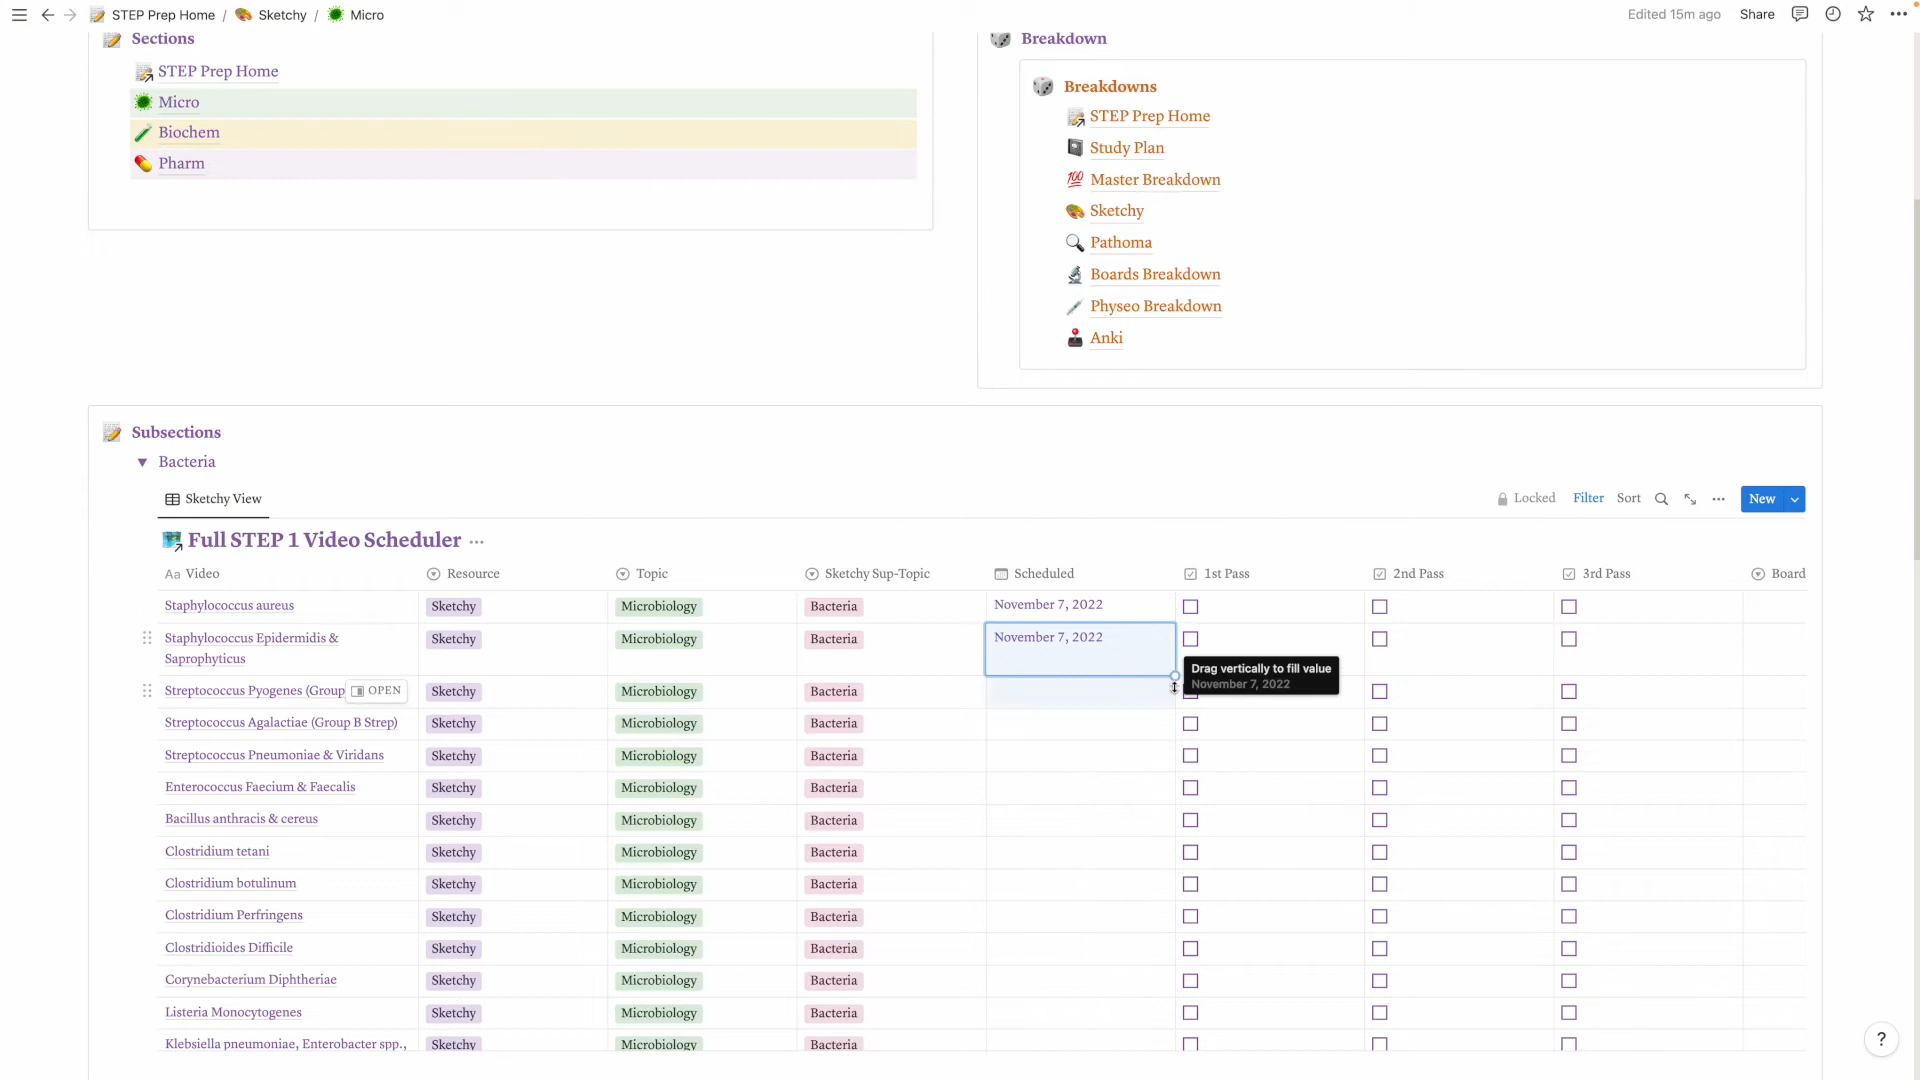 STEP Prep Home / Sketchy / Micro
Edited 15m ago Share
Sections
STEP Prep Home
Micro
Biochem
Pharm
Breakdown
Breakdowns
STEP Prep Home
Study Plan
Master Breakdown
Sketchy
Pathoma
Boards Breakdown
Physeo Breakdown
Anki
Subsections
Bacteria
Sketchy View
Locked Filter Sort New
Full STEP 1 Video Scheduler
Aa Video Resource Topic Sketchy Sup-Topic Scheduled 1st Pass 2nd Pass 3rd Pass Board
Staphylococcus aureus Sketchy Microbiology Bacteria November 7, 2022
Staphylococcus Epidermidis & Sketchy Microbiology Bacteria November 7, 2022
Saprophyticus
Drag vertically to fill value
November 7, 2022
Streptococcus Pyogenes (Group OPEN Sketchy Microbiology Bacteria
Streptococcus Agalactiae (Group B Strep) Sketchy Microbiology Bacteria
Streptococcus Pneumoniae & Viridans Sketchy Microbiology Bacteria
Enterococcus Faecium & Faecalis Sketchy Microbiology Bacteria
Bacillus anthracis & cereus Sketchy Microbiology Bacteria
Clostridium tetani Sketchy Microbiology Bacteria
Clostridium botulinum Sketchy Microbiology Bacteria
Clostridium Perfringens Sketchy Microbiology Bacteria
Clostridioides Difficile Sketchy Microbiology Bacteria
Corynebacterium Diphtheriae Sketchy Microbiology Bacteria
Listeria Monocytogenes Sketchy Microbiology Bacteria
Klebsiella pneumoniae, Enterobacter spp., Sketchy Microbiology Bacteria
?